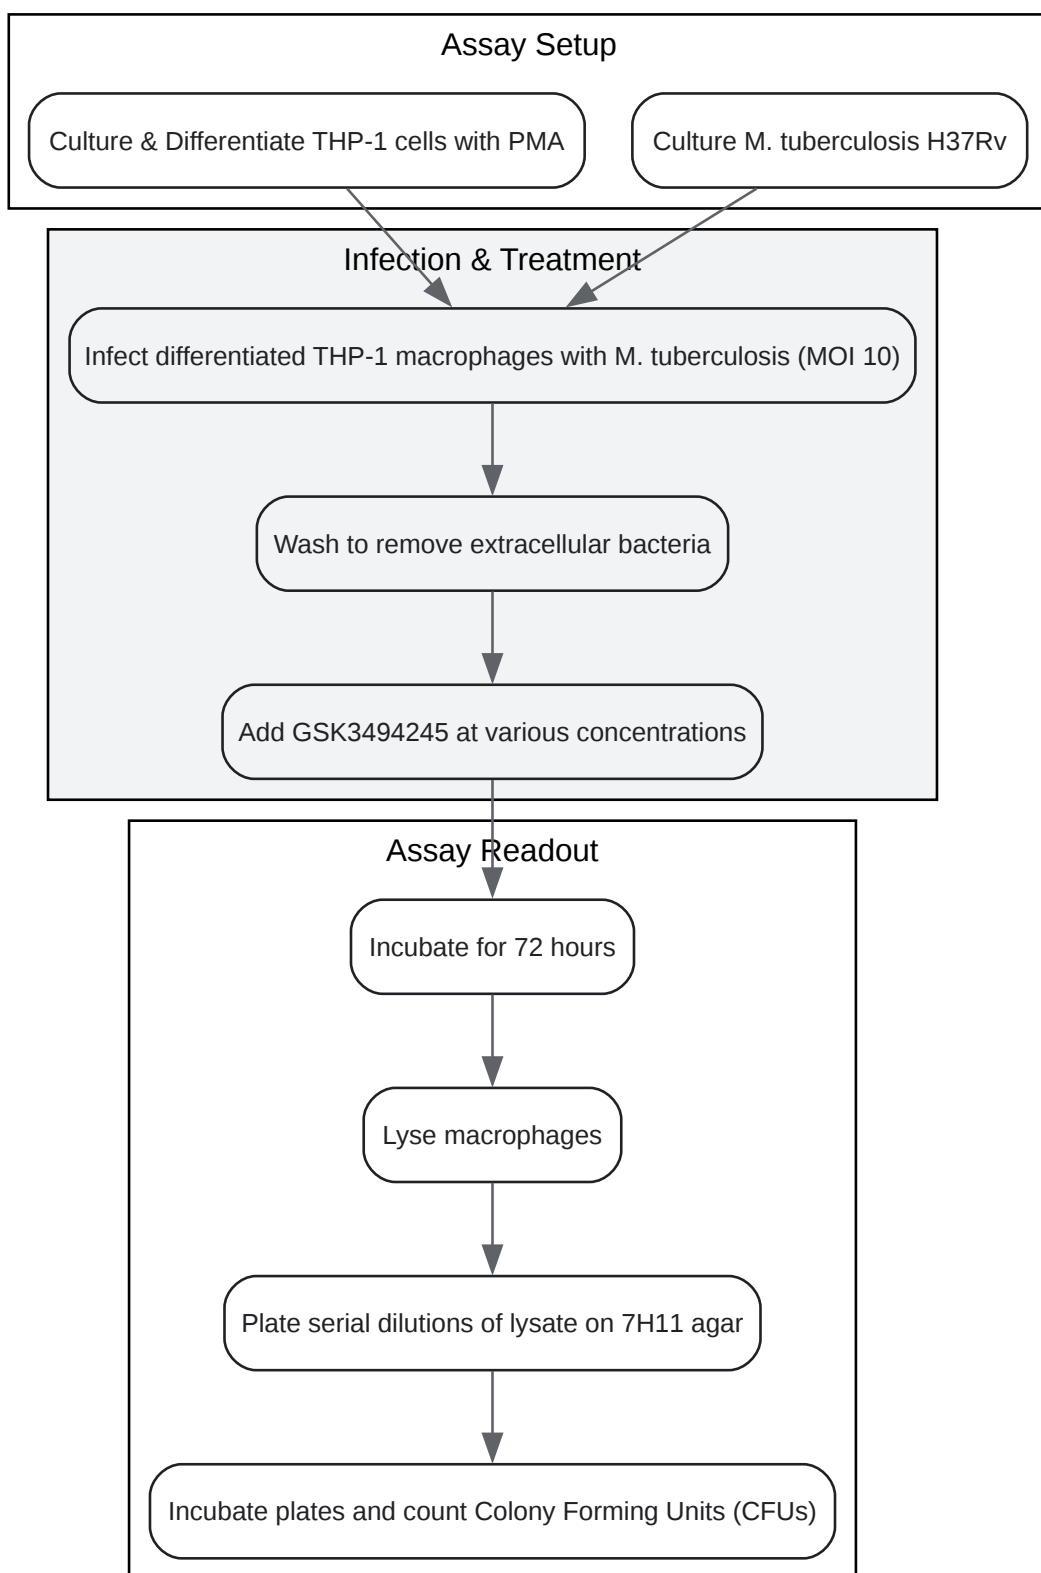 Assay Setup
Culture & Differentiate THP-1 cells with PMA
Culture M. tuberculosis H37Rv
Infection & Treatment
Infect differentiated THP-1 macrophages with M. tuberculosis (MOI 10)
Wash to remove extracellular bacteria
Add GSK3494245 at various concentrations
Assay Readout
Incubate for 72 hours
Lyse macrophages
Plate serial dilutions of lysate on 7H11 agar
Incubate plates and count Colony Forming Units (CFUs)